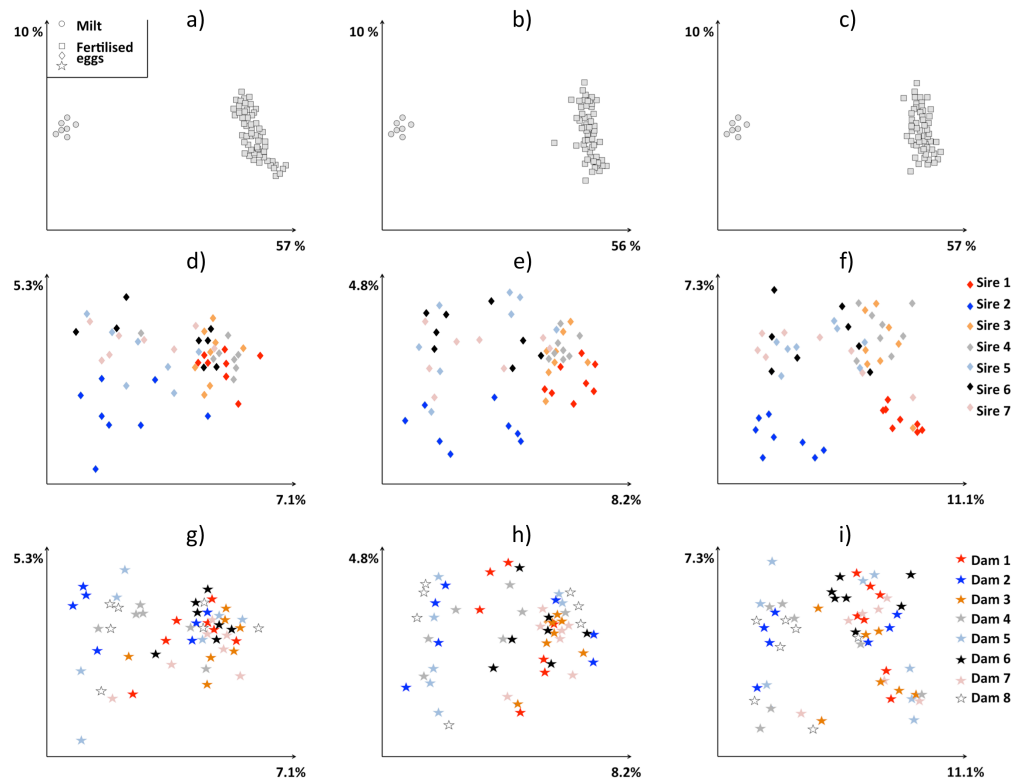 a)
b)
c)
10 %
Milt
Fertilised
eggs
57 %
10 %
56 %
10 %
57 %
d)
e)
f)
5.3%
7.1%
4.8%
8.2%
7.3%
11.1%
Sire 1
Sire 2
Sire 3
Sire 4
Sire 5
Sire 6
Sire 7
g)
h)
i)
5.3%
7.1%
4.8%
8.2%
7.3%
11.1%
Dam 1
Dam 2
Dam 3
Dam 4
Dam 5
Dam 6
Dam 7
Dam 8